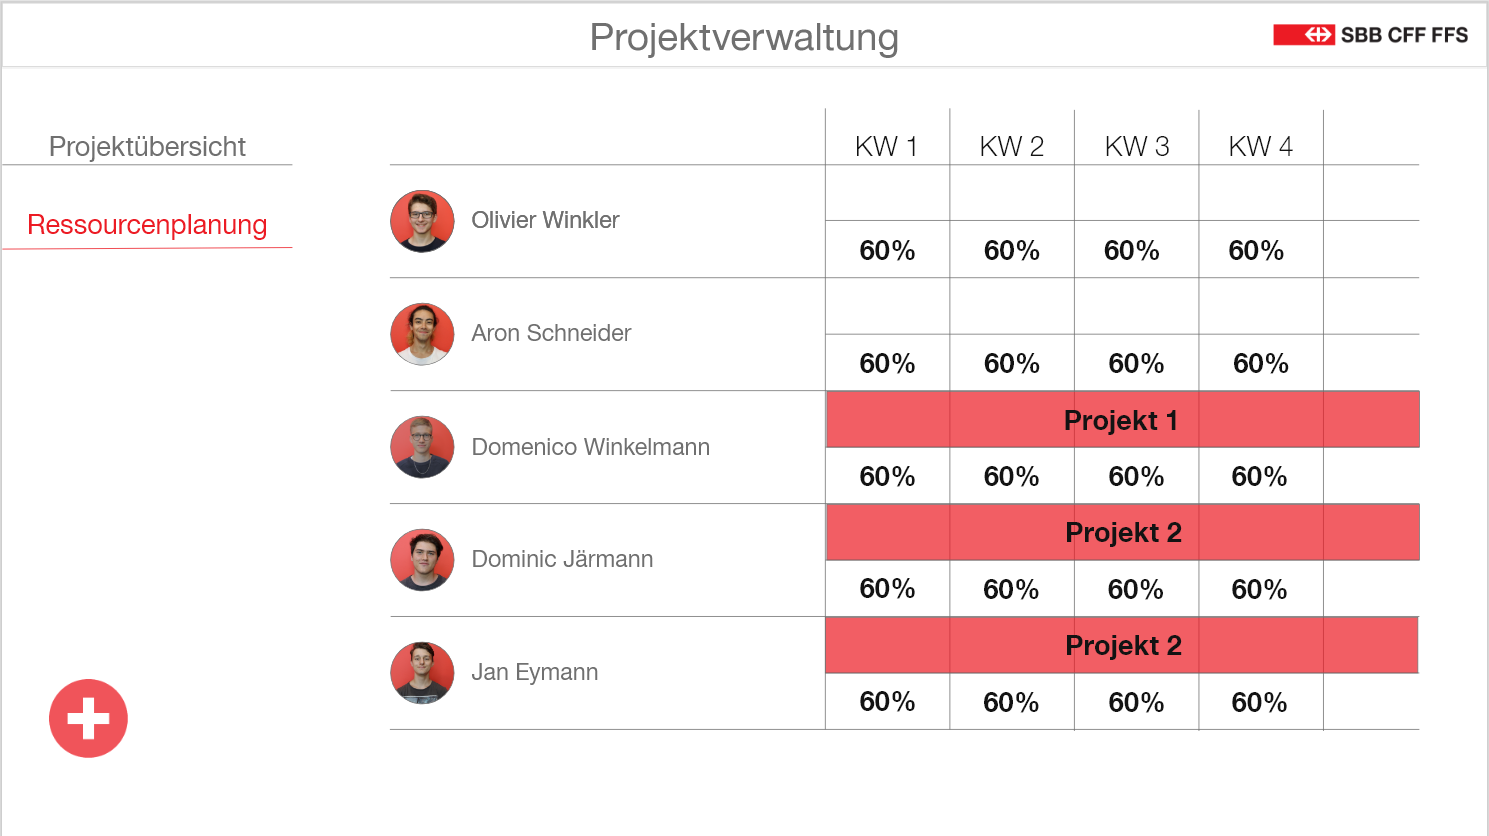 Projektverwaltung
SBB CFF FFS
Projektübersicht
Ressourcenplanung
KW 1 KW 2 KW 3 KW 4
Olivier Winkler
60% 60% 60% 60%
Aron Schneider
60% 60% 60% 60%
Projekt 1
Domenico Winkelmann
60% 60% 60% 60%
Projekt 2
Dominic Järmann
60% 60% 60% 60%
Projekt 2
Jan Eymann
60% 60% 60% 60%